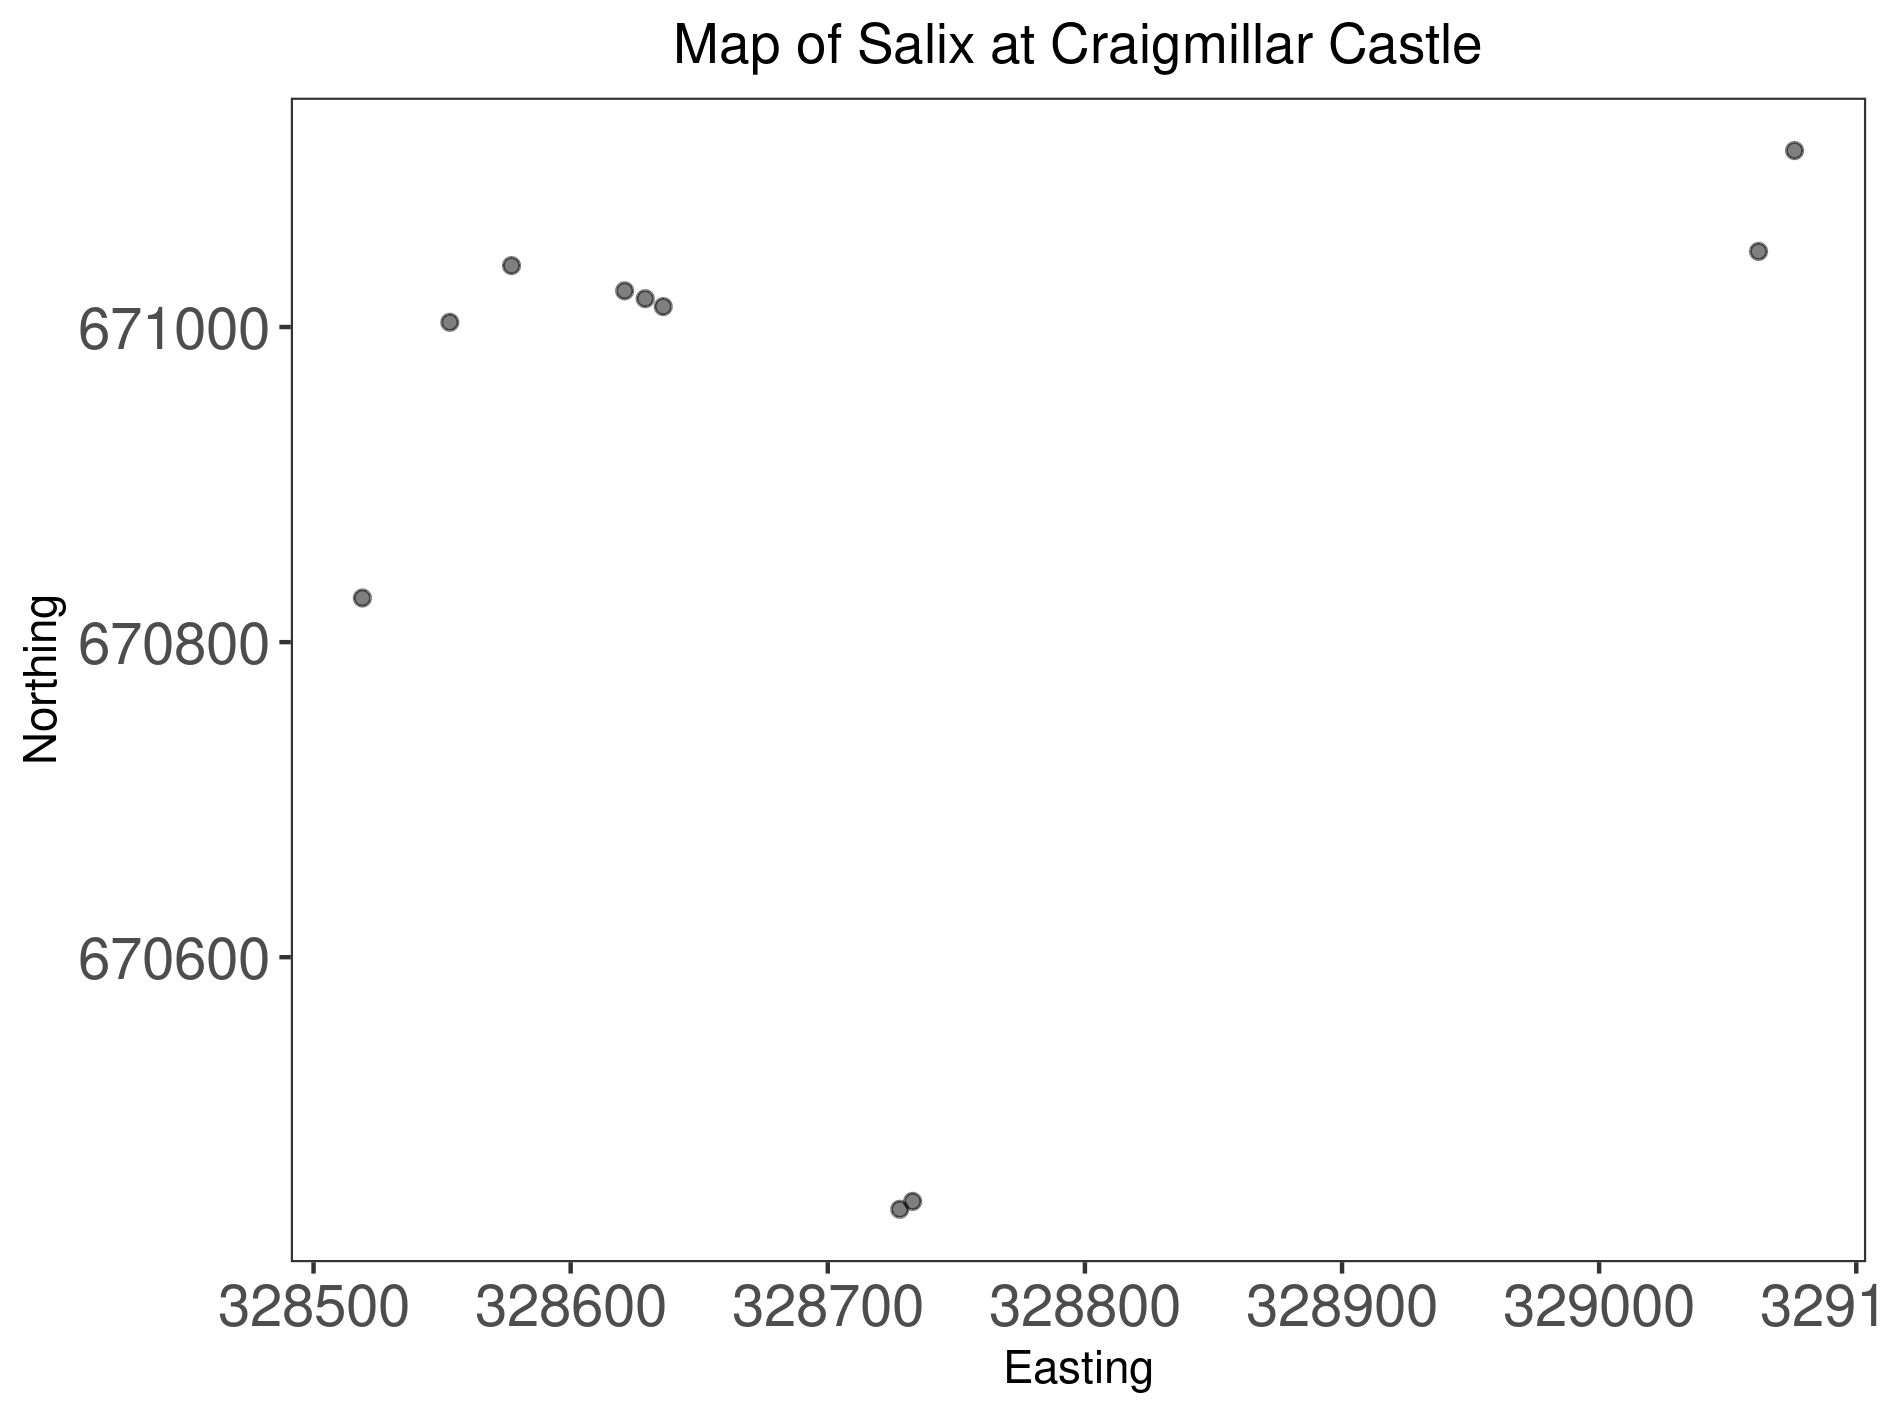 Map of Salix at Craigmillar Castle
Northing
671000
670800
670600
328500 328600 328700 328800 328900 329000 3291
Easting